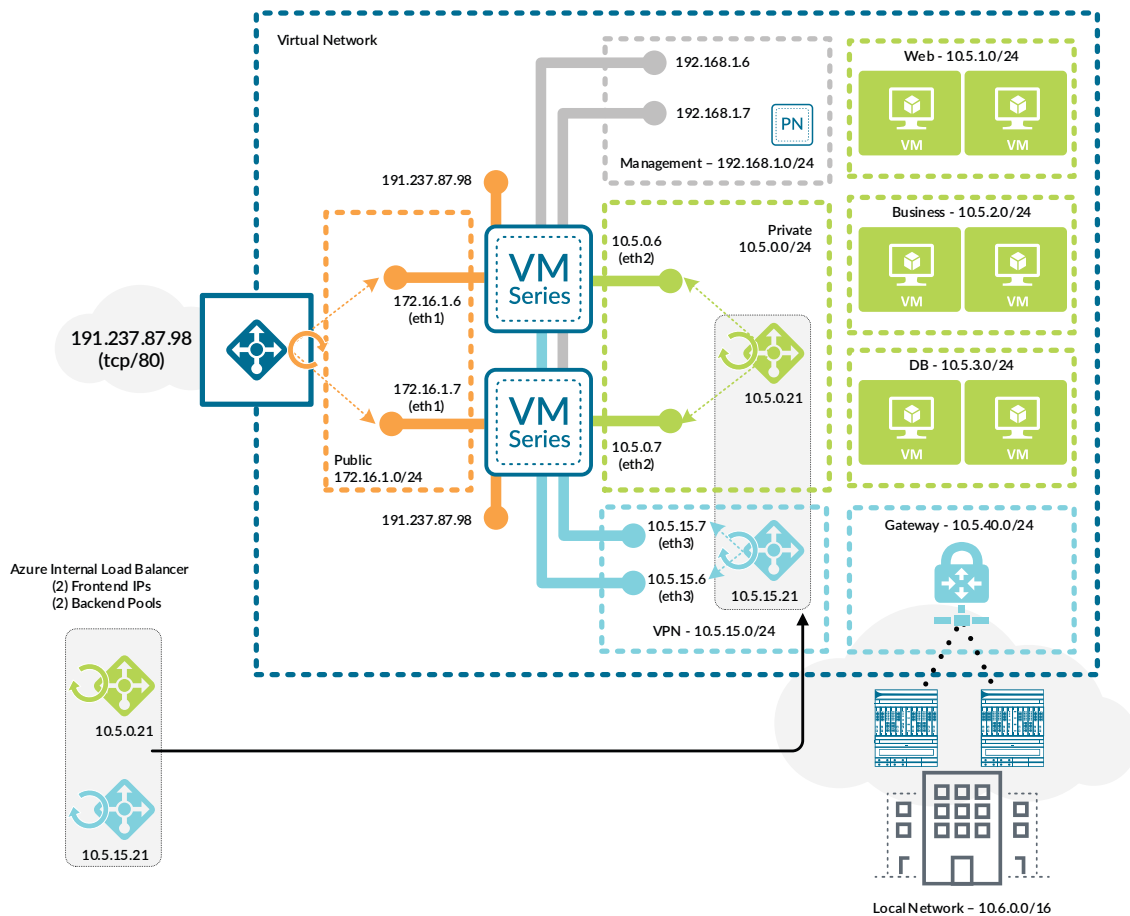 Virtual Network
192.168.1.6
192.168.1.7
PN
Management – 192.168.1.0/24
Web - 10.5.1.0/24
VM
VM
191.237.87.98
Business - 10.5.2.0/24
VM
VM
Private
10.5.0.0/24
10.5.0.6
(eth2)
VM
Series
172.16.1.6
(eth1)
191.237.87.98
(tcp/80)
172.16.1.7
(eth1)
VM
Series
10.5.0.21
10.5.0.7
(eth2)
DB - 10.5.3.0/24
VM
VM
Public
172.16.1.0/24
191.237.87.98
10.5.15.7
(eth3)
10.5.15.6
(eth3)
10.5.15.21
VPN - 10.5.15.0/24
Gateway - 10.5.40.0/24
Azure Internal Load Balancer
(2) Frontend IPs
(2) Backend Pools
10.5.0.21
10.5.15.21
Local Network – 10.6.0.0/16